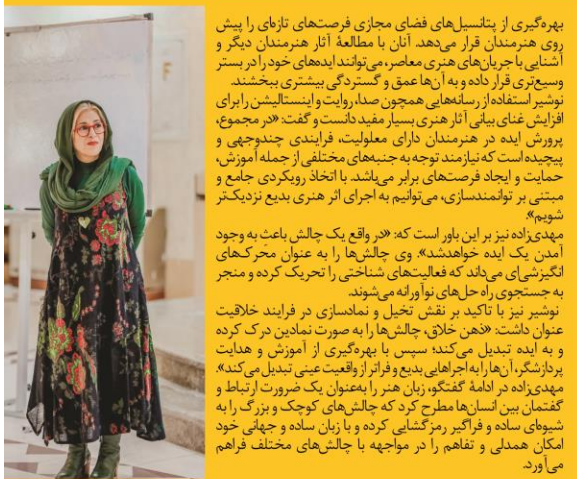 بهره‌گیری از پتانسیل‌های فضای مجازی فرصت‌های تازه‌ای را پیش
روی هنرمندان قرار می‌دهد. آنان با مطالعهٔ آثار هنرمندان دیگر و
آشنایی با جریان‌های هنری معاصر، می‌توانند ایده‌های خود را در بستر
وسیع‌تری قرار داده و به آن‌ها عمق و گستردگی بیشتری ببخشند.
نوشیر استفاده از رسانه‌هایی همچون صدا، روایت و اینستالیشن را برای
افزایش غنای بیانی آثار هنری بسیار مفید دانست و گفت: «در مجموع،
پرورش ایده در هنرمندان دارای معلولیت، فرایندی چندوجهی و
پیچیده است که نیازمند توجه به جنبه‌های مختلفی از جمله آموزش،
حمایت و ایجاد فرصت‌های برابر می‌باشد. با اتخاذ رویکردی جامع و
مبتنی بر توانمندسازی، می‌توانیم به اجرای اثر هنری بدیع نزدیک‌تر
شویم».
مهدی‌زاده نیز بر این باور است که: «در واقع یک چالش باعث به وجود
آمدن یک ایده خواهدشد». وی چالش‌ها را به عنوان محرک‌های
انگیزشی‌ای می‌داند که فعالیت‌های شناختی را تحریک کرده و منجر
به جستجوی راه حل‌های نوآورانه می‌شوند.
نوشیر نیز با تاکید بر نقش تخیل و نمادسازی در فرایند خلاقیت
عنوان داشت: «ذهن خلاق، چالش‌ها را به صورت نمادین درک کرده
و به ایده تبدیل می‌کند؛ سپس با بهره‌گیری از آموزش و هدایت
پردازشگر، آن‌ها را به اجراهایی بدیع و فراتر از واقعیت عینی تبدیل می‌کند».
مهدی‌زاده در ادامهٔ گفتگو، زبان هنر را به‌عنوان یک ضرورت ارتباط و
گفتمان بین انسان‌ها مطرح کرد که چالش‌های کوچک و بزرگ را به
شیوه‌ای ساده و فراگیر رمزگشایی کرده و با زبان ساده و جهانی خود
امکان همدلی و تفاهم را در مواجهه با چالش‌های مختلف فراهم
می‌آورد.